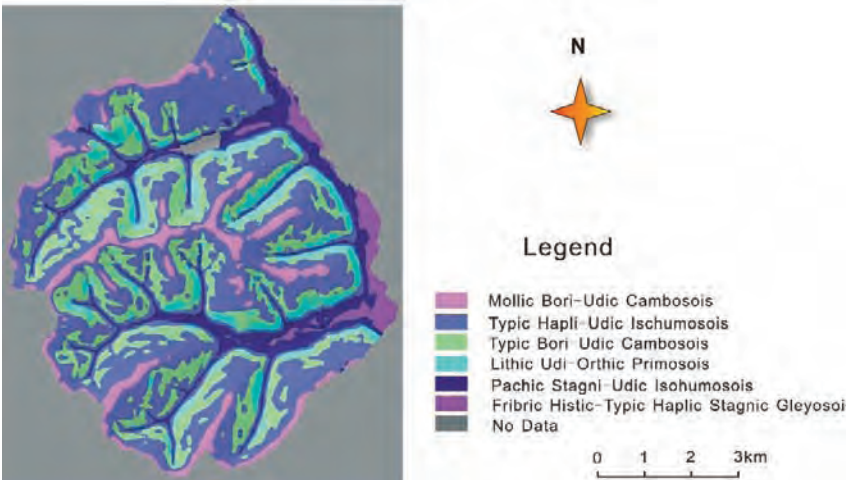 N
Legend
Mollic Bori-Udic Cambosois
Typic Hapli-Udic Ischumosois
Typic Bori-Udic Cambosois
Lithic Udi-Orthic Primosois
Pachic Stagni-Udic Isohumosois
Fribric Histic-Typic Haplic Stagnic Gleyosoi
No Data
0 1 2 3km